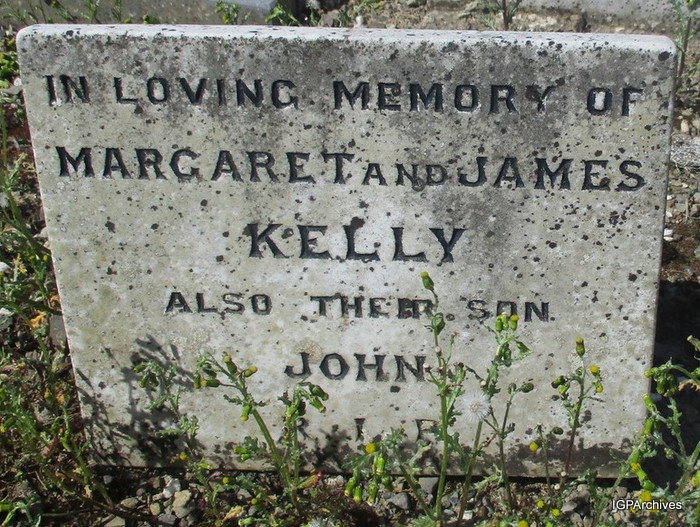 IN LOVING MEMORY OF
MARGARET AND JAMES
KELLY
ALSO THEIR SON
JOHN
IGPArchives